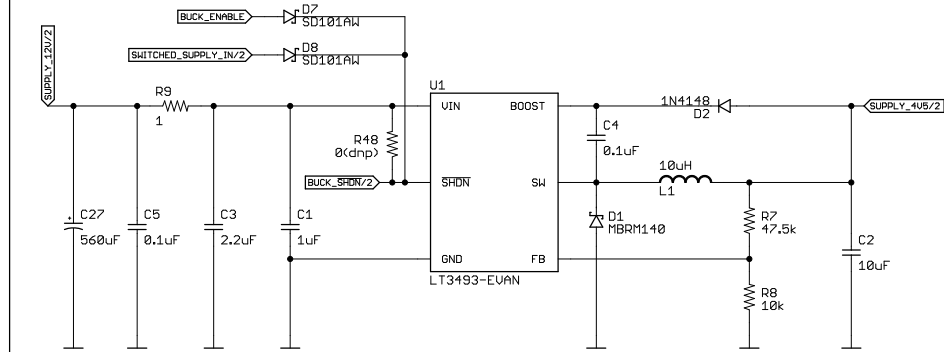 BUCK_ENABLE
D7
SD101AW
SWITCHED_SUPPLY_IN/2
D8
SD101AW
SUPPLY_12V/2
R9
1
U1
VIN
BOOST
SHDN
SW
GND
FB
LT3493-EVAN
R48
0(dnp)
BUCK_SHDN/2
1N4148
D2
SUPPLY_4V5/2
C4
0.1uF
10uH
L1
C27
560uF
C5
0.1uF
C3
2.2uF
C1
1uF
D1
MBRM140
R7
47.5k
C2
10uF
R8
10k